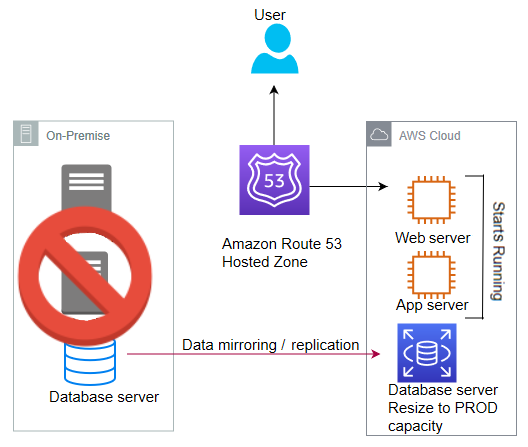 User
On-Premise
AWS Cloud
53
Amazon Route 53
Hosted Zone
Web server
App server
Starts Running
Data mirroring / replication
Database server
Database server
Resize to PROD
capacity